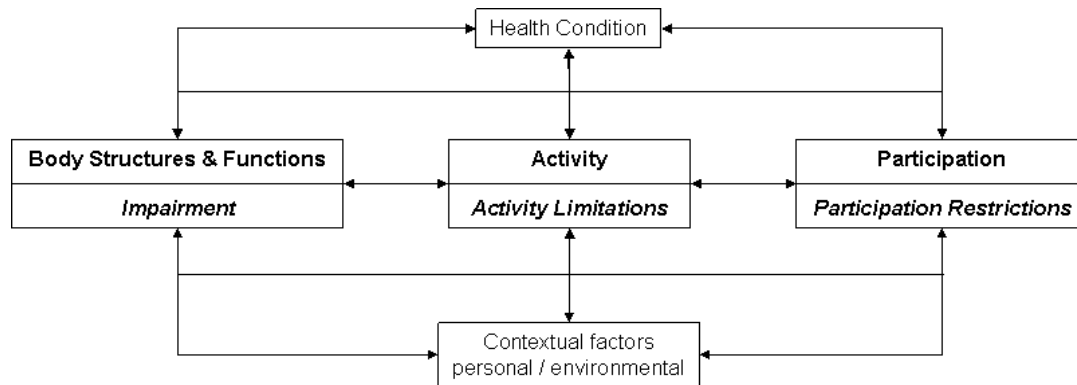 Health Condition
Body Structures & Functions
Activity
Participation
Impairment
Activity Limitations
Participation Restrictions
Contextual factors
personal / environmental